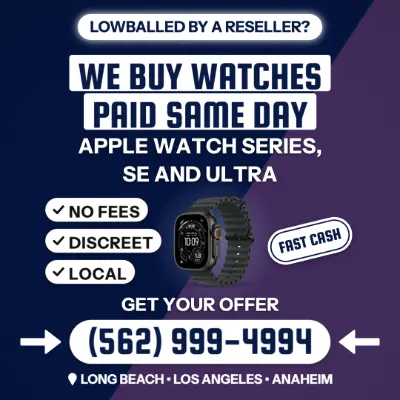 LOWBALLED BY A RESELLER?
WE BUY WATCHES
PAID SAME DAY
APPLE WATCH SERIES,
SE AND ULTRA
NO FEES
DISCREET
LOCAL
FAST CASH
GET YOUR OFFER
(562) 999-4994
LONG BEACH • LOS ANGELES • ANAHEIM